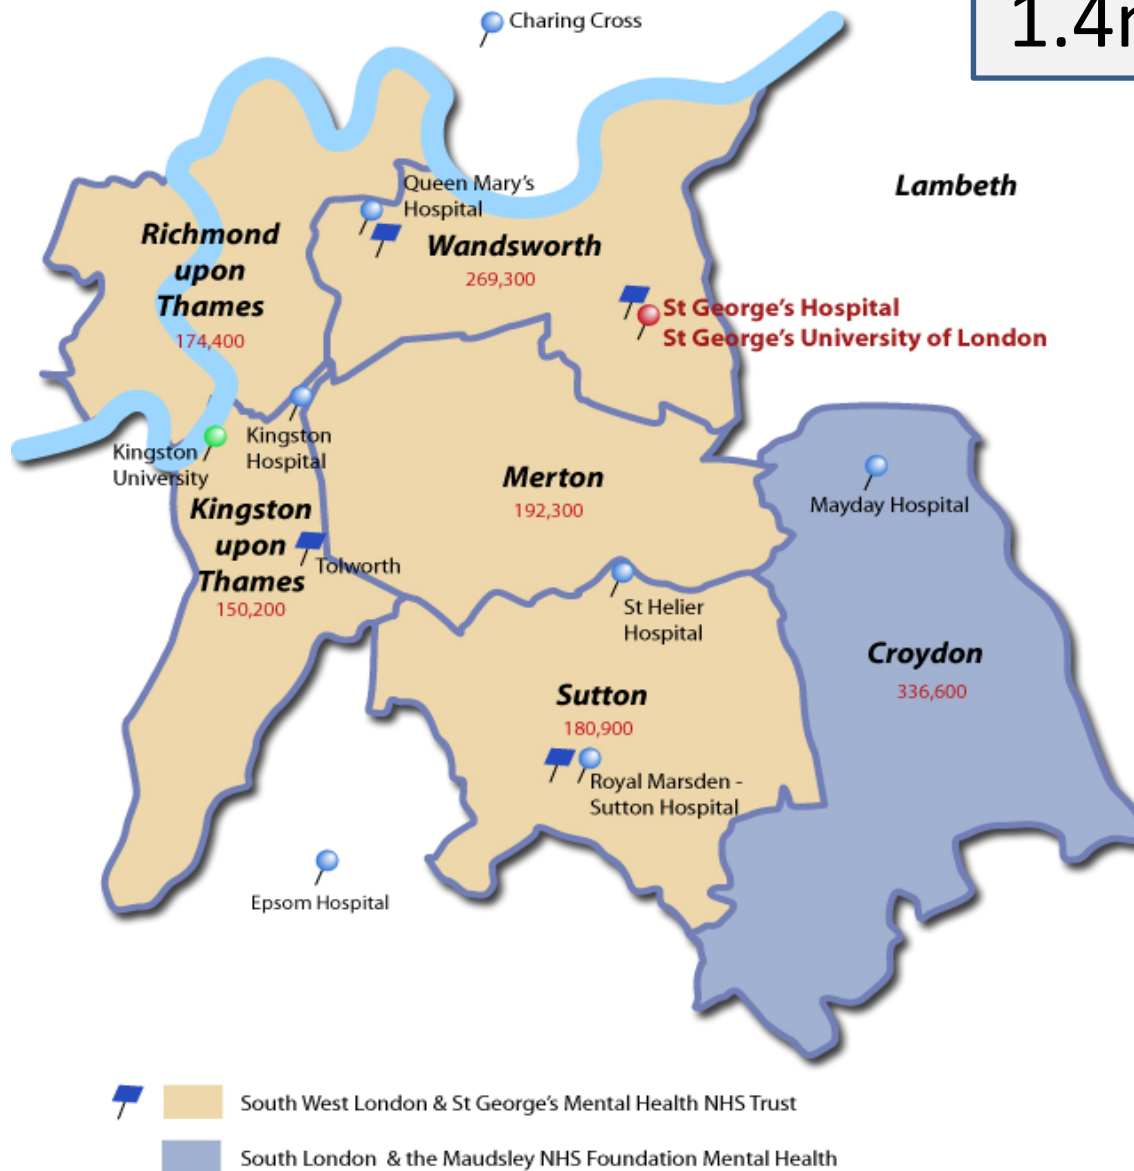 Charing Cross
1.4
Lambeth
Queen Mary's
Hospital
Richmond
upon
Thames
174,400
Wandsworth
269,300
St George's Hospital
St George's University of London
Kingston
University
Kingston
Hospital
Merton
192,300
Mayday Hospital
Kingston
upon
Thames
150,200
Tolworth
St Helier
Hospital
Croydon
336,600
Sutton
180,900
Royal Marsden -
Sutton Hospital
Epsom Hospital
South West London & St George's Mental Health NHS Trust
South London & the Maudsley NHS Foundation Mental Health